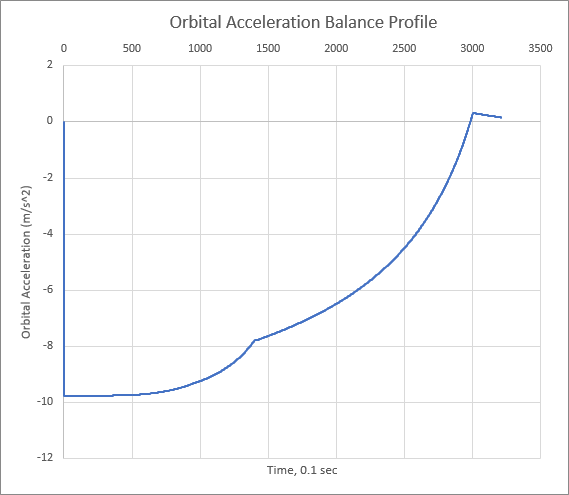 Orbital Acceleration Balance Profile
0 500 1000 1500 2000 2500 3000 3500
2
0
-2
-4
-6
-8
-10
-12
Orbital Acceleration (m/s^2)
Time, 0.1 sec